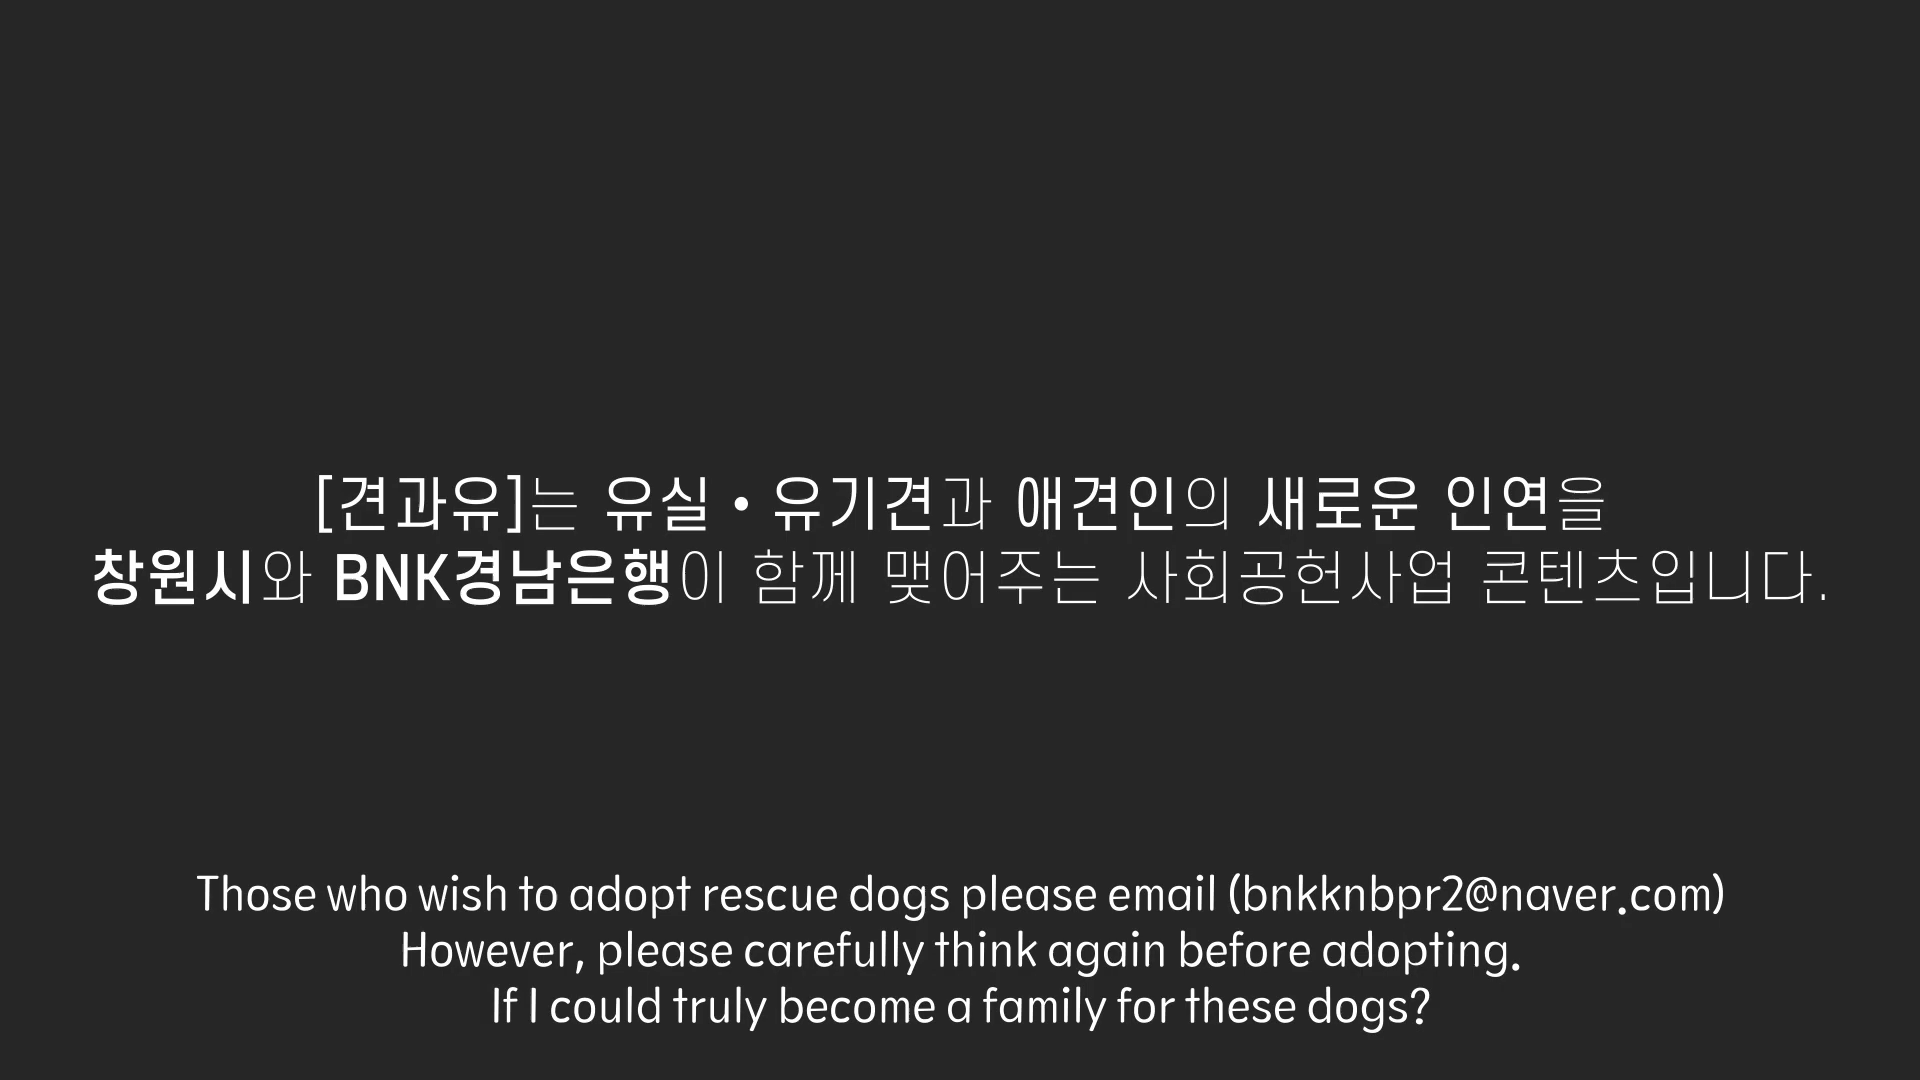 [견과유]는 유실 • 유기견과 애견인의 새로운 인연을
창원시와 BNK경남은행이 함께 맺어주는 사회공헌사업 콘텐츠입니다.
Those who wish to adopt rescue dogs please email (bnkknbpr2@naver.com)
However, please carefully think again before adopting.
If I could truly become a family for these dogs?